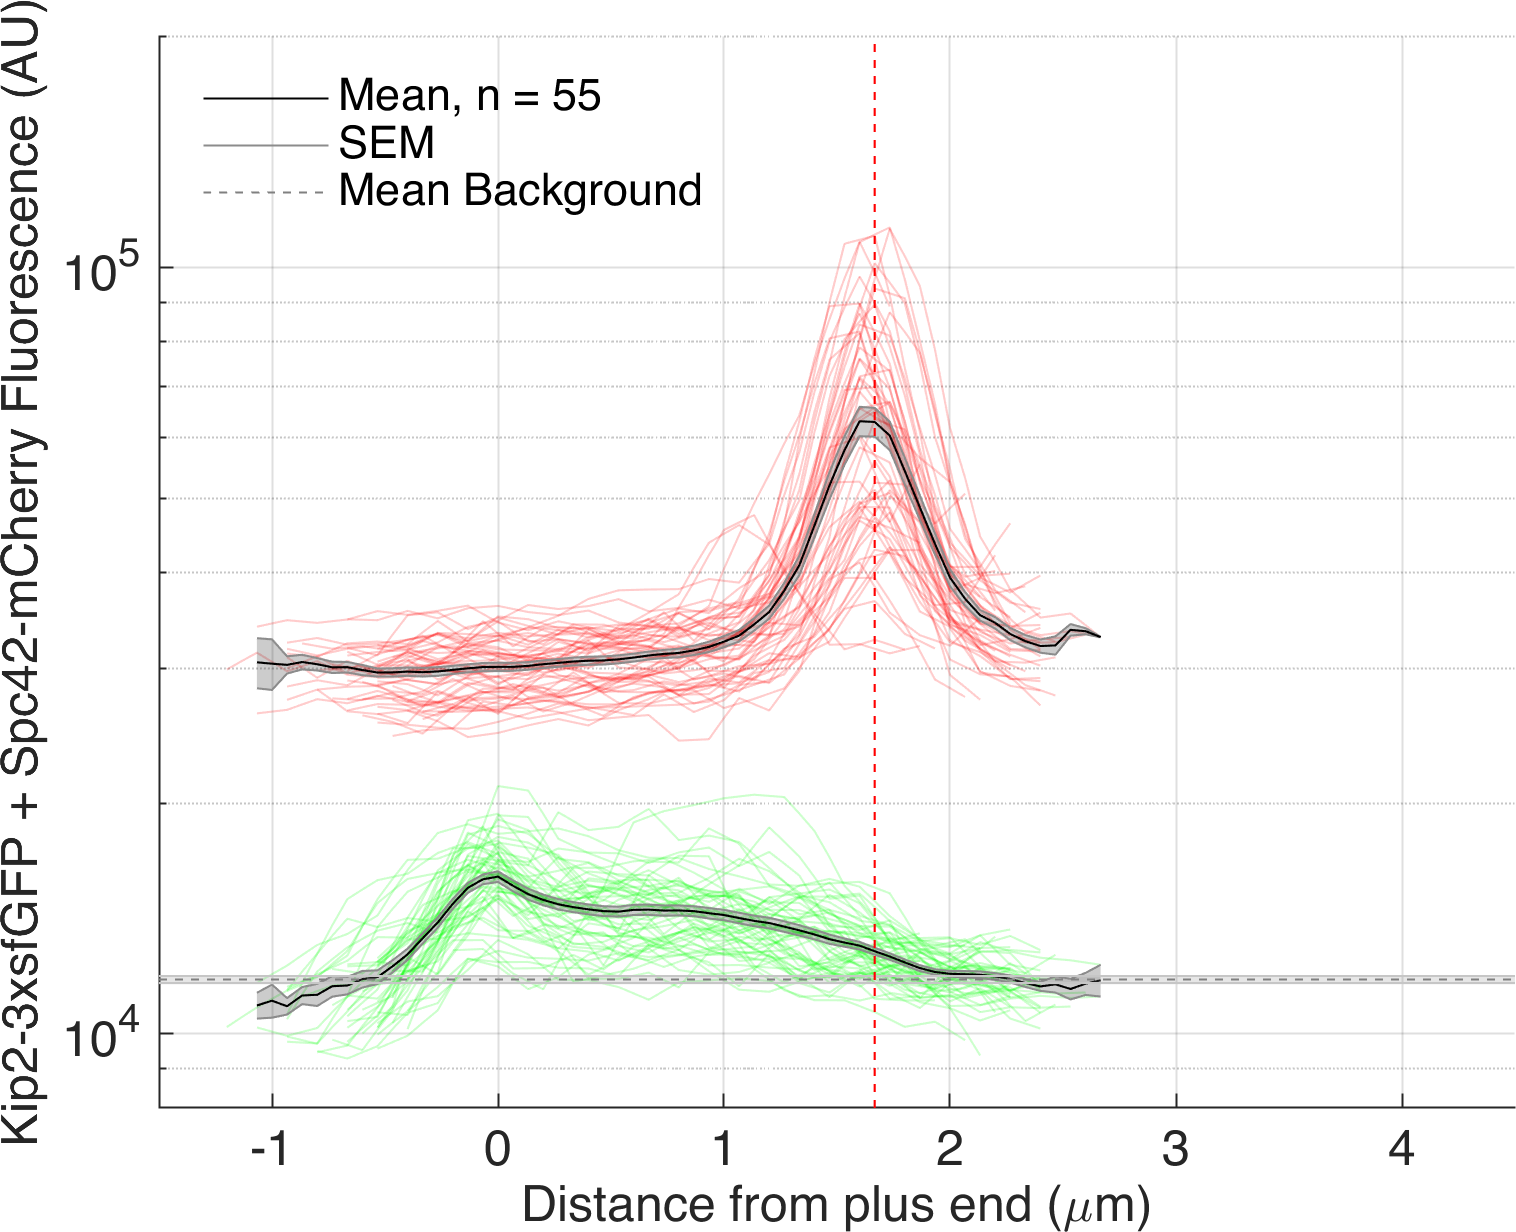 Kip2-3xsfGFP + Spc42-mCherry Fluorescence (AU)
Mean, n = 55
SEM
Mean Background
10^5
10^4
-1 0 1 2 3 4
Distance from plus end (μm)